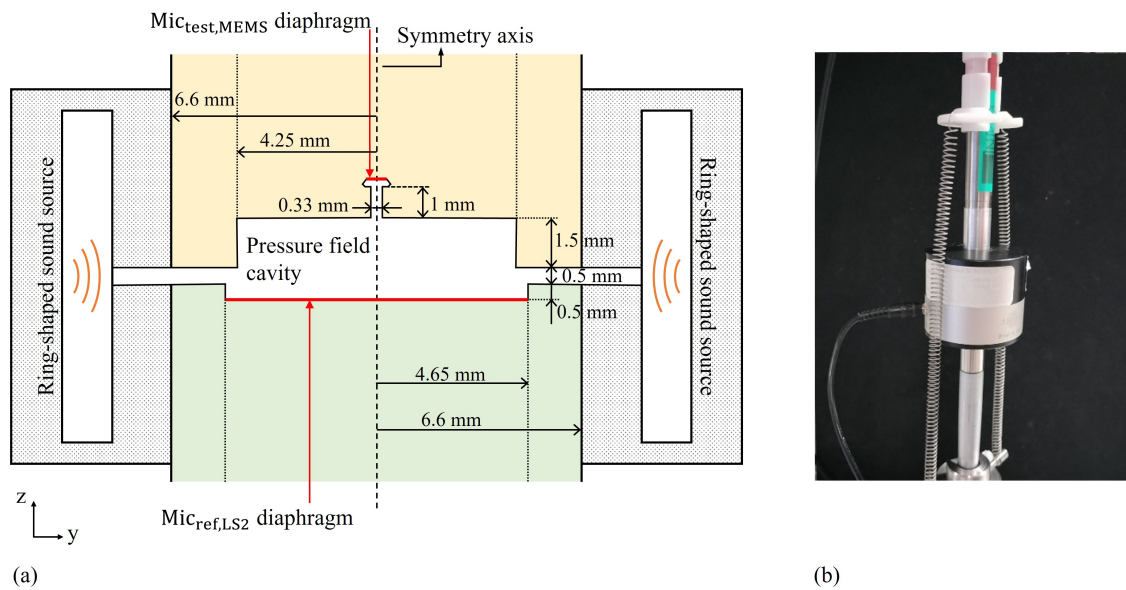 Mictest,MEMS diaphragm
Symmetry axis
6.6 mm
4.25 mm
0.33 mm
1 mm
Pressure field
cavity
1.5 mm
0.5 mm
0.5 mm
4.65 mm
6.6 mm
Ring-shaped sound source
Ring-shaped sound source
Micref,LS2 diaphragm
z
y
(a)
(b)